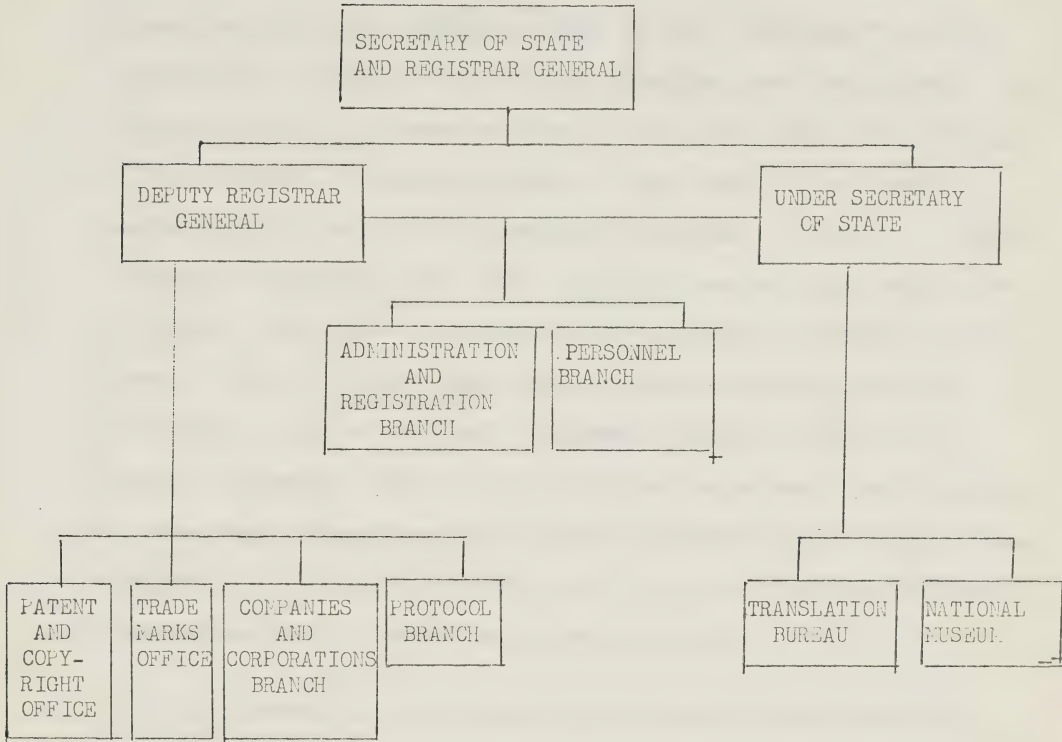 SECRETARY OF STATE
AND REGISTRAR GENERAL
DEPUTY REGISTRAR
GENERAL
UNDER SECRETARY
OF STATE
ADMINISTRATION
AND
REGISTRATION
BRANCH
.PERSONNEL
BRANCH
PATENT
AND
COPY-
RIGHT
OFFICE
TRADE
MARKS
OFFICE
COMPANIES
AND
CORPORATIONS
BRANCH
PROTOCOL
BRANCH
TRANSLATION
BUREAU
NATIONAL
MUSEUM